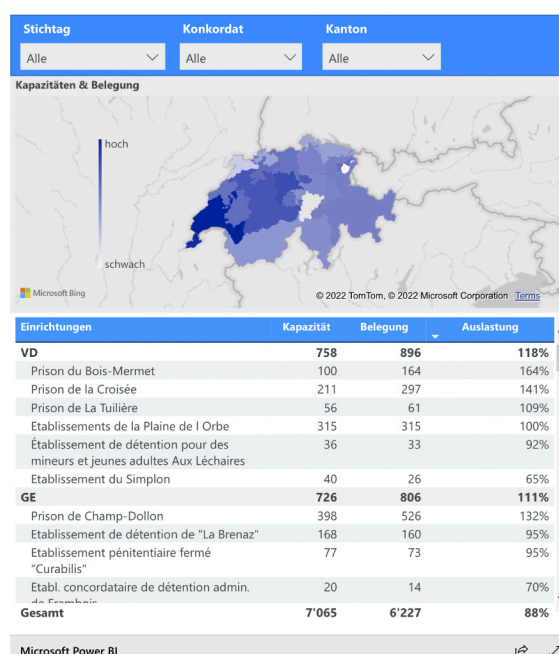 Stichtag Konkordat Kanton
Alle Alle Alle
Kapazitäten & Belegung
hoch
schwach
Microsoft Bing
© 2022 TomTom, © 2022 Microsoft Corporation Terms
Einrichtungen Kapazität Belegung Auslastung
VD 758 896 118%
Prison du Bois-Mermet 100 164 164%
Prison de la Croisée 211 297 141%
Prison de La Tuilière 56 61 109%
Etablissements de la Plaine de l Orbe 315 315 100%
Établissement de détention pour des 36 33 92%
mineurs et jeunes adultes Aux Léchaires
Etablissement du Simplon 40 26 65%
GE 726 806 111%
Prison de Champ-Dollon 398 526 132%
Etablissement de détention de "La Brenaz" 168 160 95%
Etablissement pénitentiaire fermé 77 73 95%
"Curabilis"
Etabl. concordataire de détention admin. 20 14 70%
de Frambois
Gesamt 7'065 6'227 88%
Microsoft Power BI